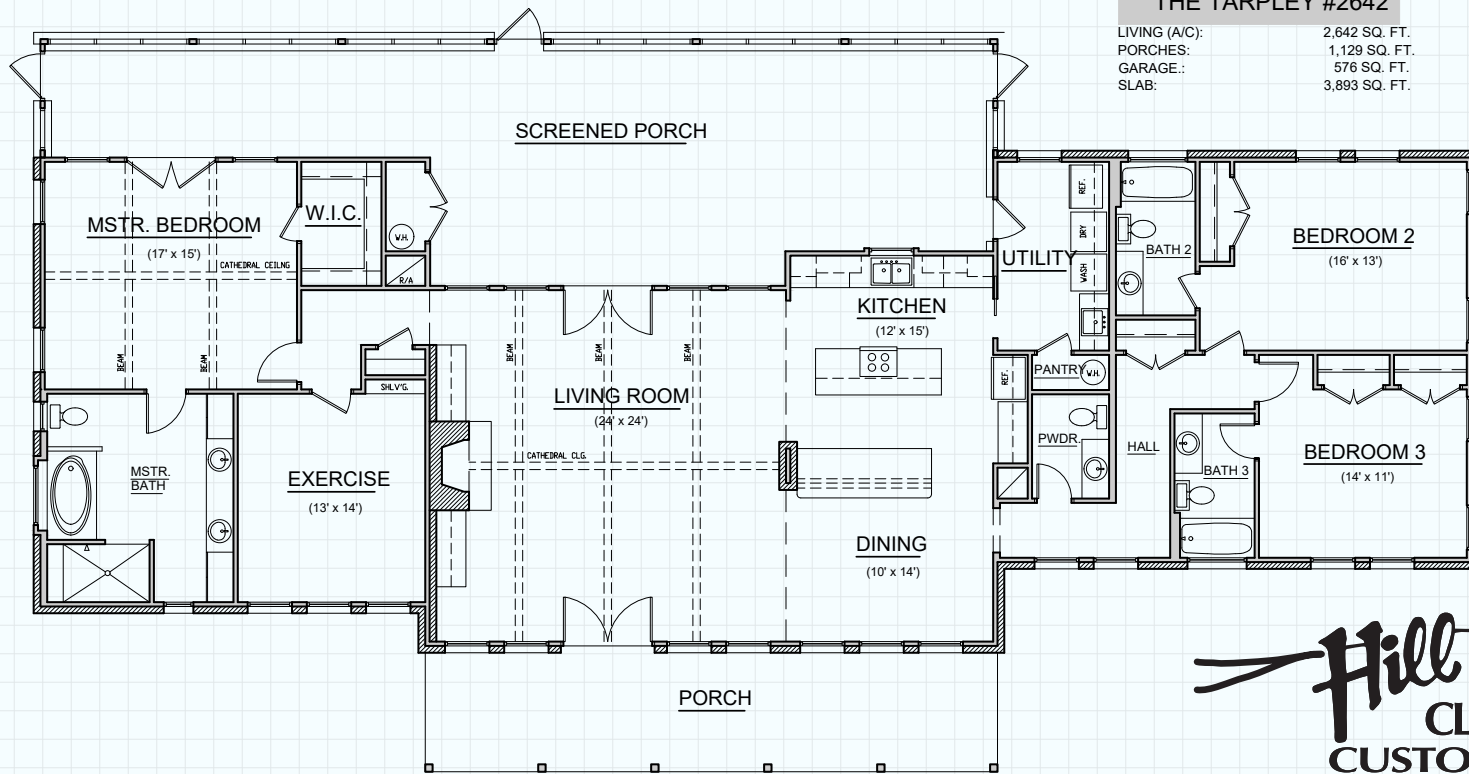 THE TARPLEY #2642
LIVING (A/C): 2,642 SQ. FT.
PORCHES: 1,129 SQ. FT.
GARAGE.: 576 SQ. FT.
SLAB: 3,893 SQ. FT.
SCREENED PORCH
MSTR. BEDROOM
(17' x 15')
CATHEDRAL CEILNG
BEAM
BEAM
W.I.C.
W.H.
R/A
SHLV'G.
MSTR.
BATH
EXERCISE
(13' x 14')
BEAM
BEAM
BEAM
LIVING ROOM
(24' x 24')
CATHEDRAL CLG.
KITCHEN
(12' x 15')
DINING
(10' x 14')
UTILITY
REF.
DRY
WASH
PANTRY
W.H.
REF.
PWDR.
HALL
BATH 2
BEDROOM 2
(16' x 13')
BATH 3
BEDROOM 3
(14' x 11')
PORCH
Hill
CL
CUSTO